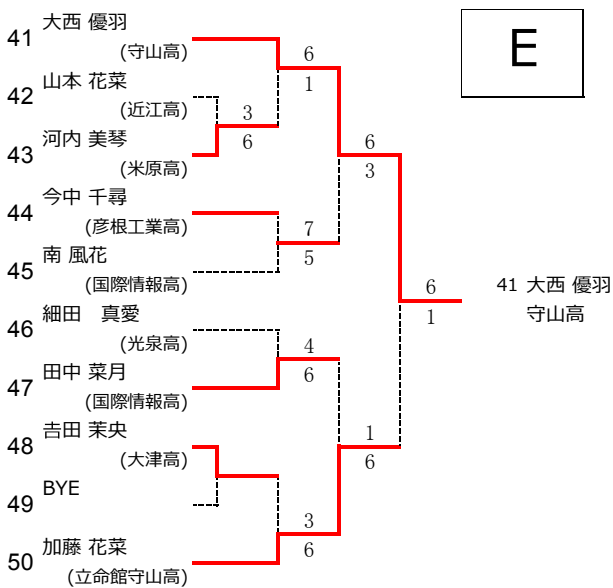 E
41 大西 優羽
(守山高)
42 山本 花菜
(近江高)
43 河内 美琴
(米原高)
44 今中 千尋
(彦根工業高)
45 南 風花
(国際情報高)
46 細田　真愛
(光泉高)
47 田中 菜月
(国際情報高)
48 𠮷田 茉央
(大津高)
49 BYE
50 加藤 花菜
(立命館守山高)
3
6
6
1
7
5
4
6
3
6
6
3
1
6
6
1
41 大西 優羽
守山高